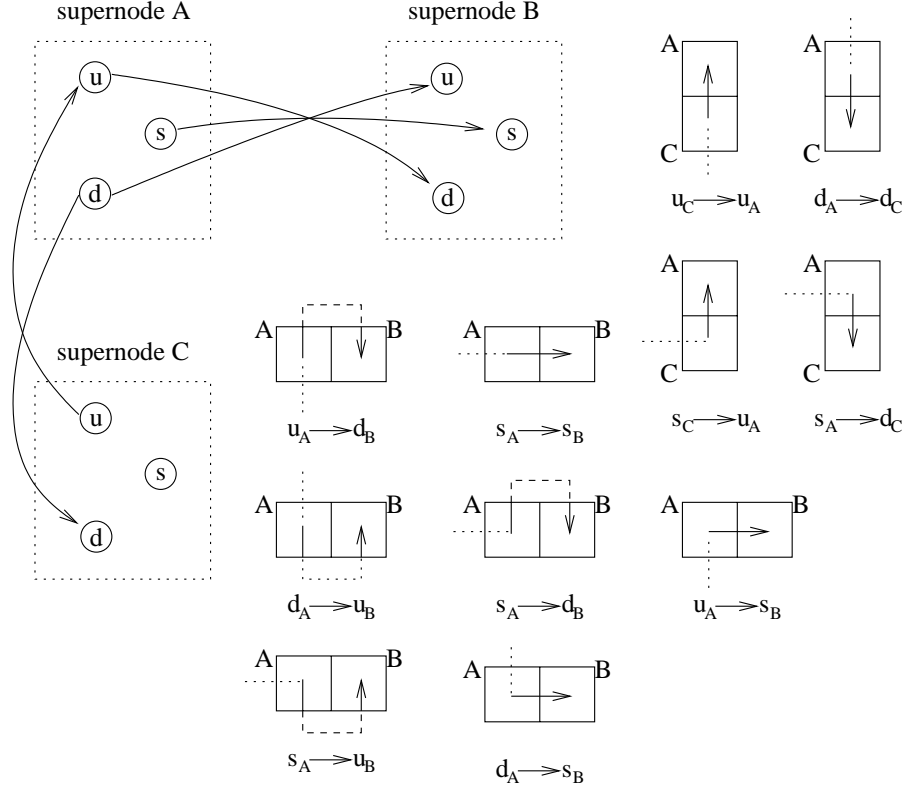 supernode A
supernode B
u
s
d
u
s
d
A
C
u_C → u_A
A
C
d_A → d_C
supernode C
u
s
d
A
B
u_A → d_B
A
B
s_A → s_B
A
C
s_C → u_A
A
C
s_A → d_C
A
B
d_A → u_B
A
B
s_A → d_B
A
B
u_A → s_B
A
B
s_A → u_B
A
B
d_A → s_B